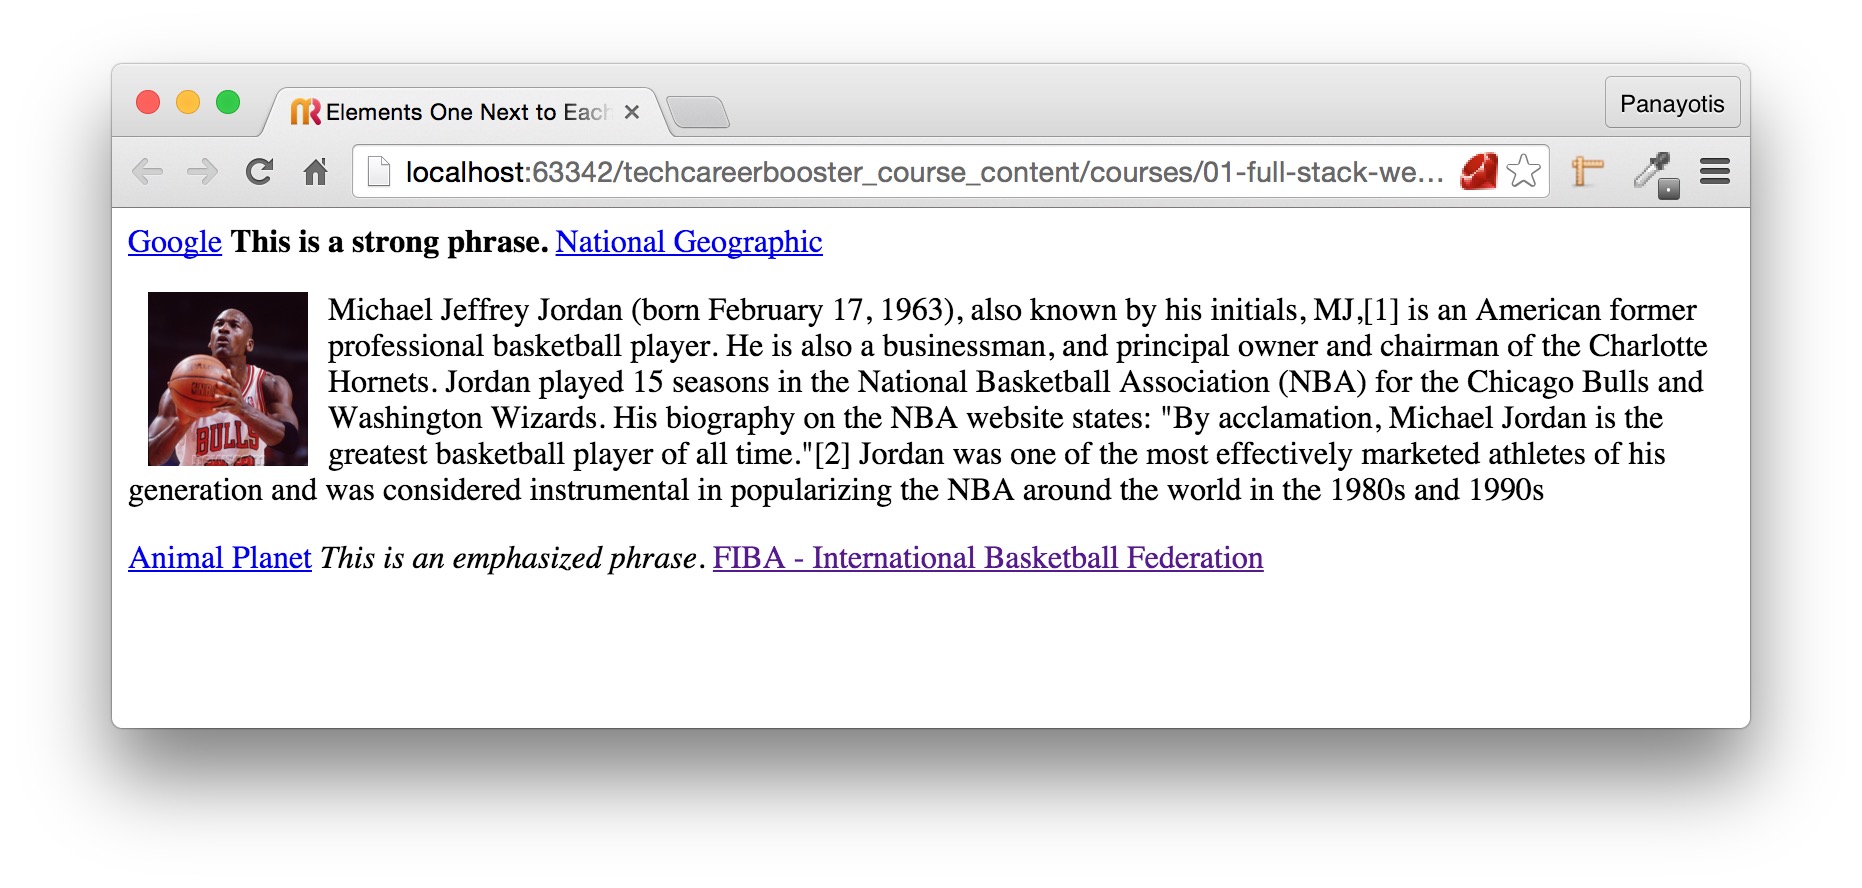 Elements One Next to Each
Panayotis
localhost:63342/techcareerbooster_course_content/courses/01-full-stack-we...
Google This is a strong phrase. National Geographic
BULLS
Michael Jeffrey Jordan (born February 17, 1963), also known by his initials, MJ,[1] is an American former
professional basketball player. He is also a businessman, and principal owner and chairman of the Charlotte
Hornets. Jordan played 15 seasons in the National Basketball Association (NBA) for the Chicago Bulls and
Washington Wizards. His biography on the NBA website states: "By acclamation, Michael Jordan is the
greatest basketball player of all time."[2] Jordan was one of the most effectively marketed athletes of his
generation and was considered instrumental in popularizing the NBA around the world in the 1980s and 1990s
Animal Planet This is an emphasized phrase. FIBA - International Basketball Federation